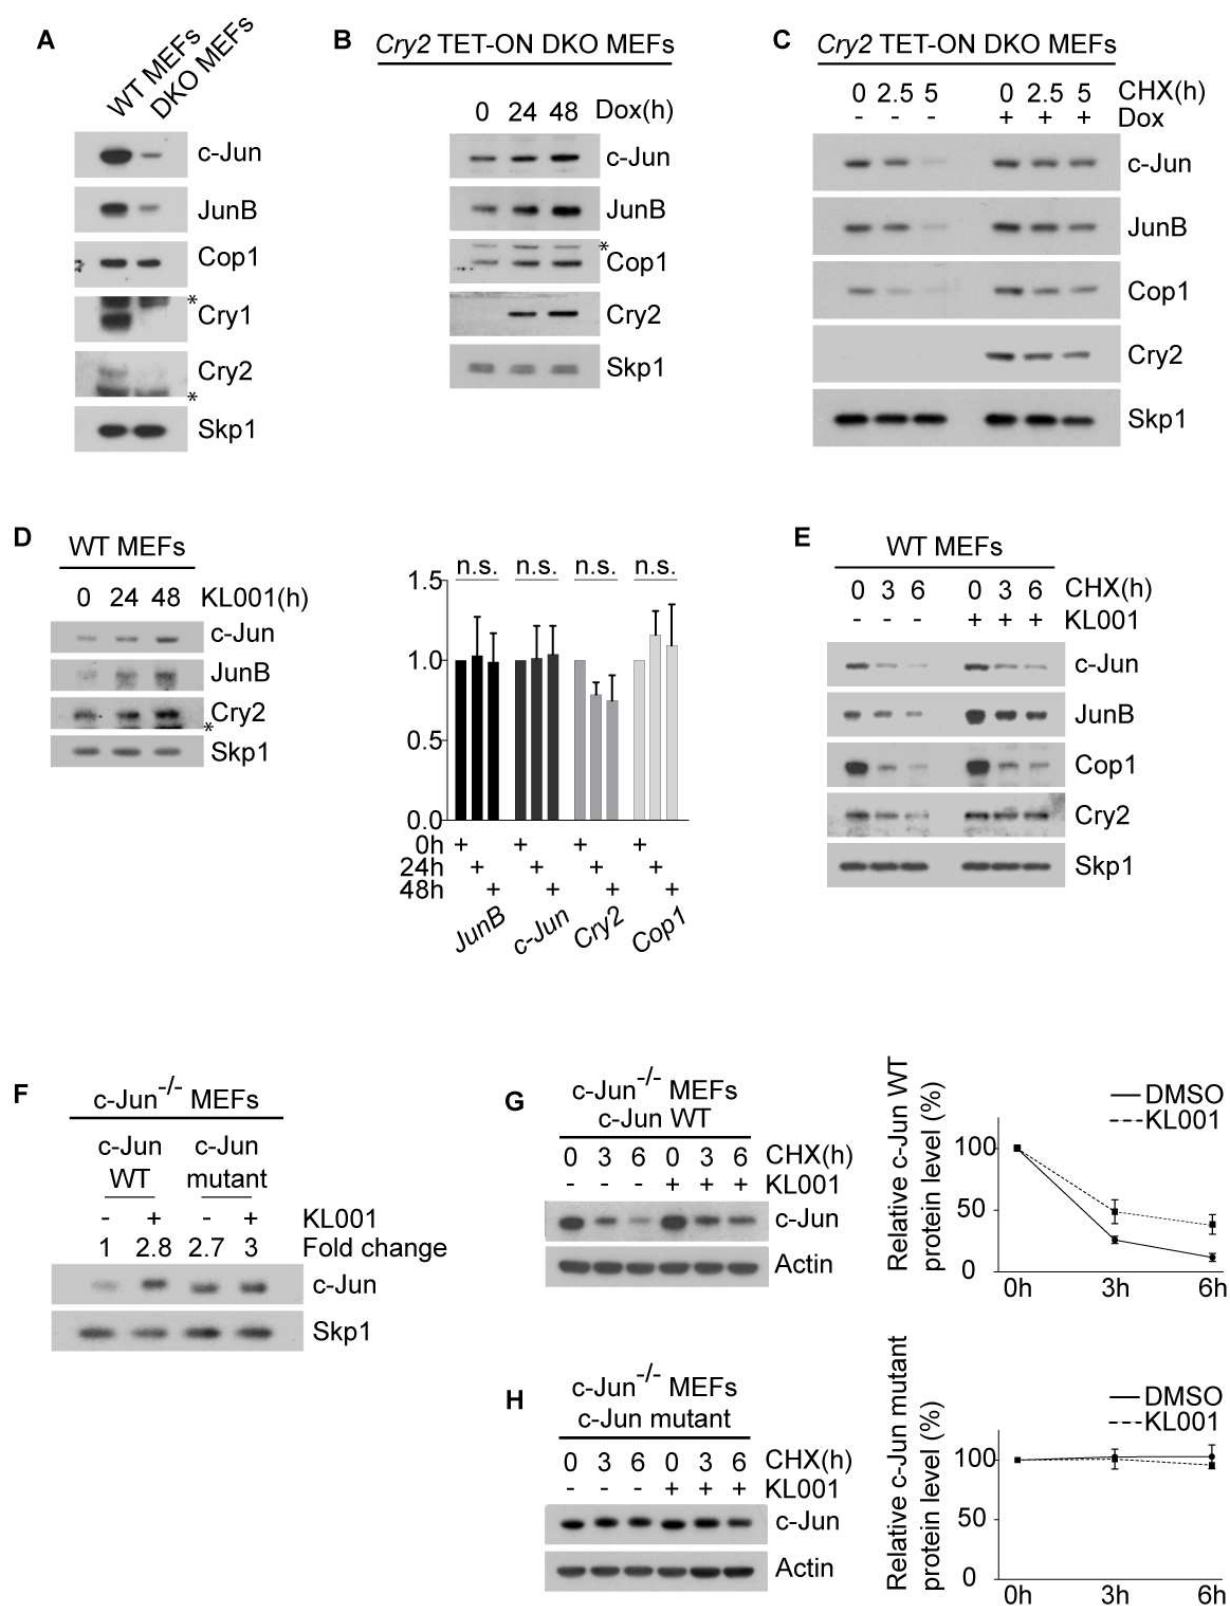 A
WT MEFs
DKO MEFs
c-Jun
JunB
Cop1
*
Cry1
Cry2
*
Skp1
B
Cry2 TET-ON DKO MEFs
0 24 48 Dox(h)
c-Jun
JunB
*
Cop1
Cry2
Skp1
C
Cry2 TET-ON DKO MEFs
0 2.5 5 0 2.5 5 CHX(h)
- - - + + + Dox
c-Jun
JunB
Cop1
Cry2
Skp1
D
WT MEFs
0 24 48 KL001(h)
c-Jun
JunB
Cry2
*
Skp1
n.s. n.s. n.s. n.s.
1.5
1.0
0.5
0.0
0h + + + +
24h + + + +
48h + + + +
JunB c-Jun Cry2 Cop1
E
WT MEFs
0 3 6 0 3 6 CHX(h)
- - - + + + KL001
c-Jun
JunB
Cop1
Cry2
Skp1
F
c-Jun-/- MEFs
c-Jun WT
c-Jun mutant
- + - + KL001
1 2.8 2.7 3 Fold change
c-Jun
Skp1
G
c-Jun-/- MEFs
c-Jun WT
0 3 6 0 3 6 CHX(h)
- - - + + + KL001
c-Jun
Actin
Relative c-Jun WT
protein level (%)
DMSO
KL001
100
50
0
0h 3h 6h
H
c-Jun-/- MEFs
c-Jun mutant
0 3 6 0 3 6 CHX(h)
- - - + + + KL001
c-Jun
Actin
Relative c-Jun mutant
protein level (%)
DMSO
KL001
100
50
0
0h 3h 6h